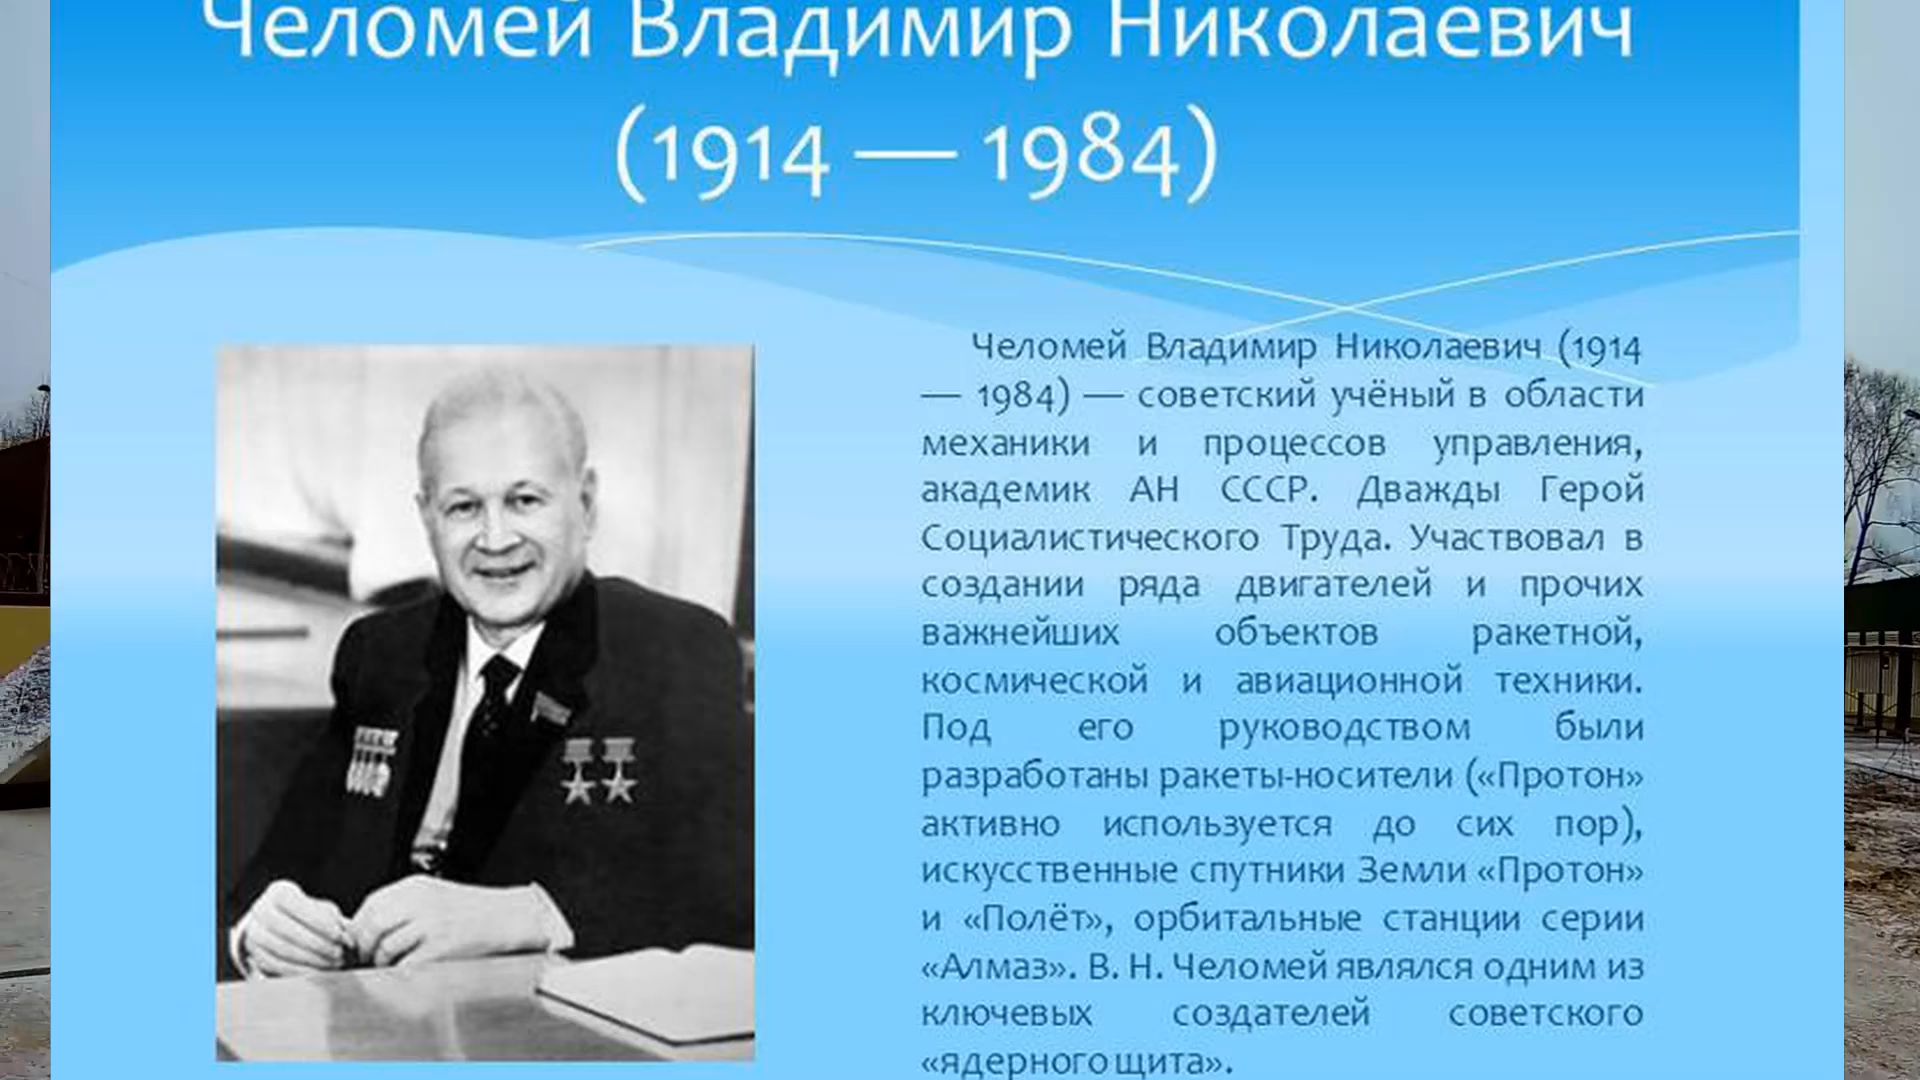 Челомей Владимир Николаевич
(1914 — 1984)
Челомей Владимир Николаевич (1914
— 1984) — советский учёный в области
механики и процессов управления,
академик АН СССР. Дважды Герой
Социалистического Труда. Участвовал в
создании ряда двигателей и прочих
важнейших объектов ракетной,
космической и авиационной техники.
Под его руководством были
разработаны ракеты-носители («Протон»
активно используется до сих пор),
искусственные спутники Земли «Протон»
и «Полёт», орбитальные станции серии
«Алмаз». В. Н. Челомей являлся одним из
ключевых создателей советского
«ядерного щита».